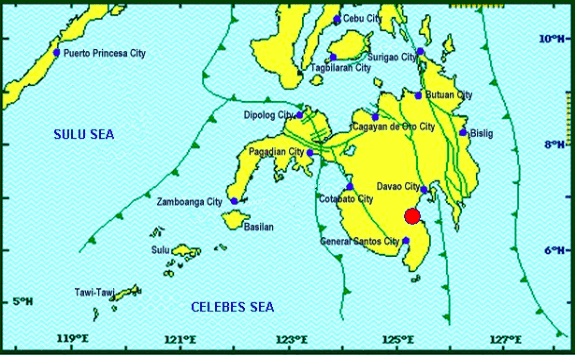 Cebu City
10°H
Puerto Princesa City
Surigao City
Tagbilaran City
Butuan City
Dipolog City
Cagayan de Oro City
Bislig
SULU SEA
8°H
Pagadian City
Davao City
Zamboanga City
Cotabato City
Basilan
General Santos City
Sulu
6°H
Tawi-Tawi
5°H
CELEBES SEA
119°E
121°E
123°E
125°E
127°E